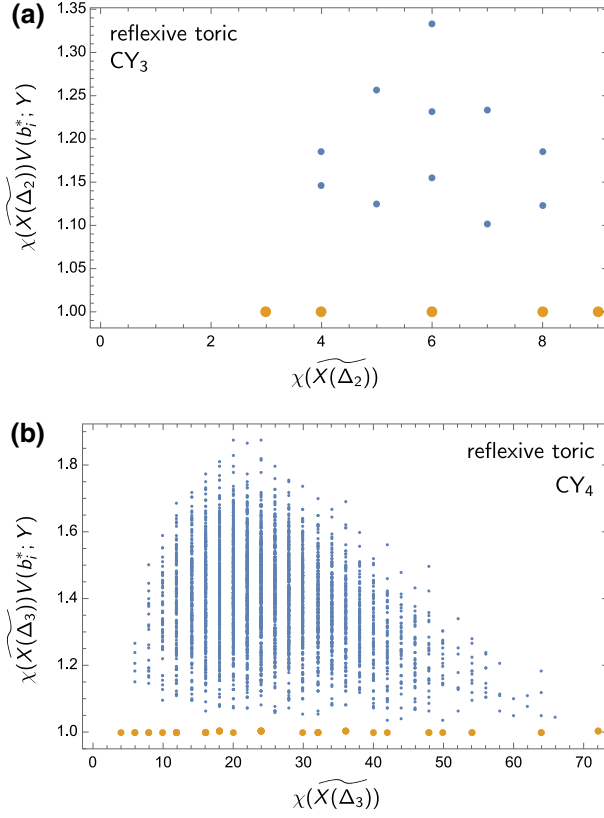 (a)
reflexive toric
CY₃
χ(X̃(Δ₂))V(bᵢ*; Y)
1.35
1.30
1.25
1.20
1.15
1.10
1.05
1.00
0 2 4 6 8
χ(X̃(Δ₂))
(b)
reflexive toric
CY₄
χ(X̃(Δ₃))V(bᵢ*; Y)
1.8
1.6
1.4
1.2
1.0
0 10 20 30 40 50 60 70
χ(X̃(Δ₃))